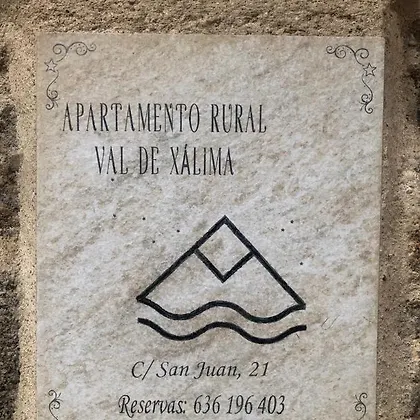 APARTAMENTO RURAL
VAL DE XÁLIMA
C/ San Juan, 21
Reservas: 636 196 403